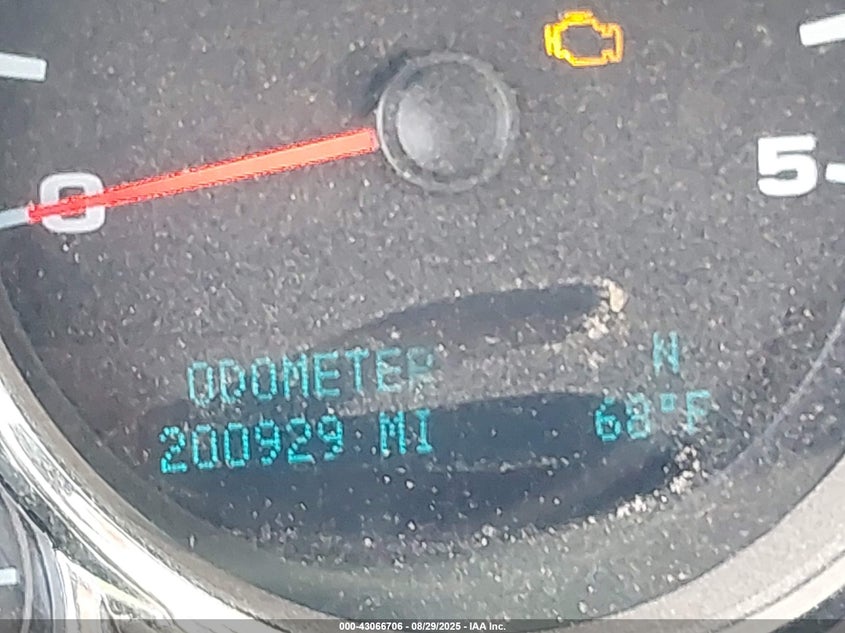 0
5
ODOMETER N
200929 MI 68°F
000-43066706 - 08/29/2025 - IAA Inc.